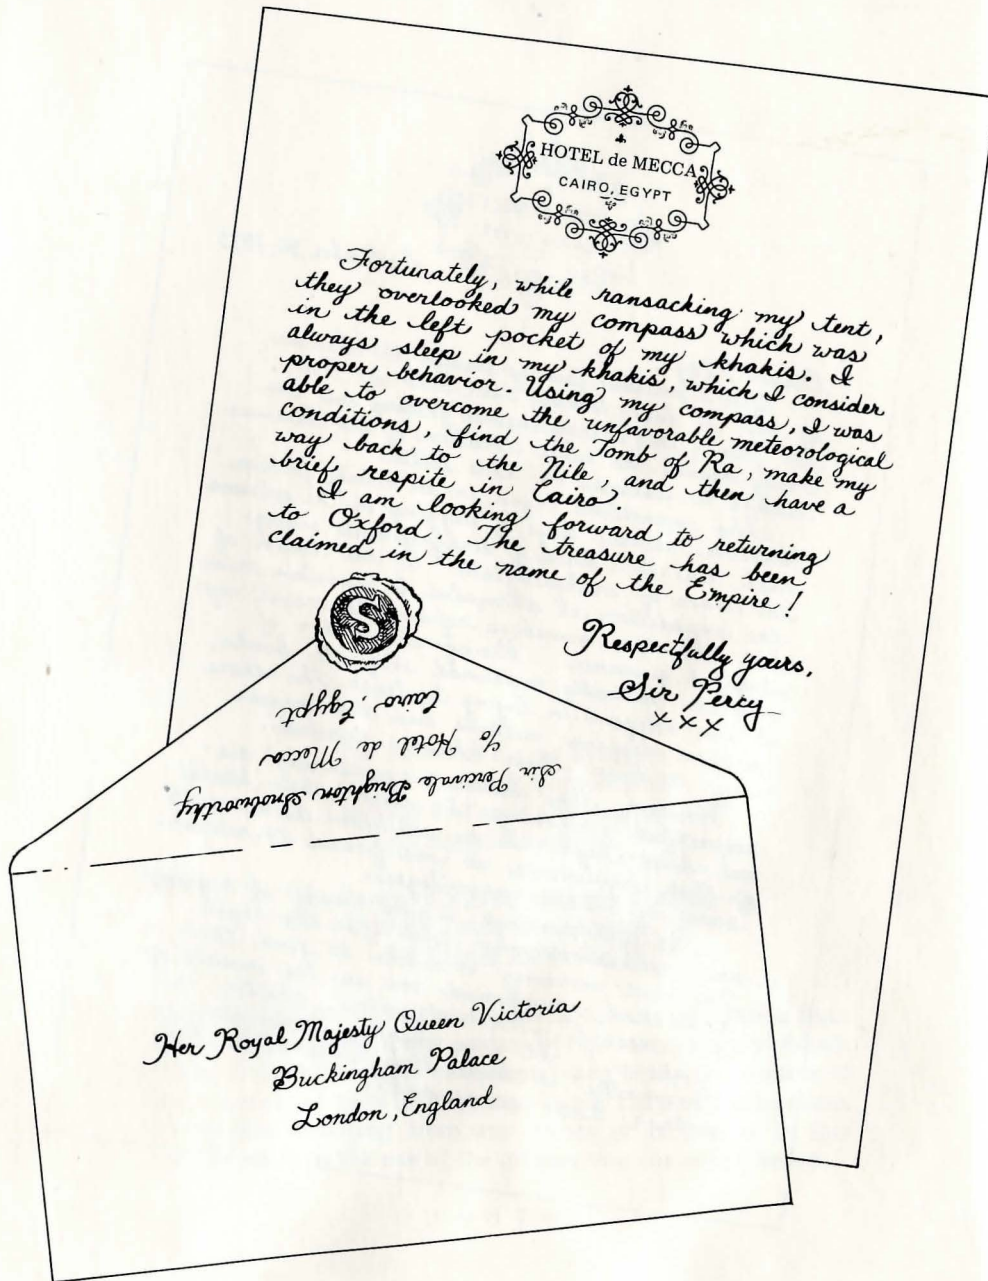 HOTEL de MECCA
CAIRO, EGYPT
Fortunately, while ransacking my tent,
they overlooked my compass which was
in the left pocket of my khakis. I
always sleep in my khakis, which I consider
proper behavior. Using my compass, I was
able to overcome the unfavorable meteorological
conditions, find the Tomb of Ra, make my
way back to the Nile, and then have a
brief respite in Cairo.
I am looking forward to returning
to Oxford. The treasure has been
claimed in the name of the Empire!
Respectfully yours,
Sir Percy
xxx
S
Sir Percivale Brighton Snobworthy
c/o Hotel de Mecca
Cairo, Egypt
Her Royal Majesty Queen Victoria
Buckingham Palace
London, England